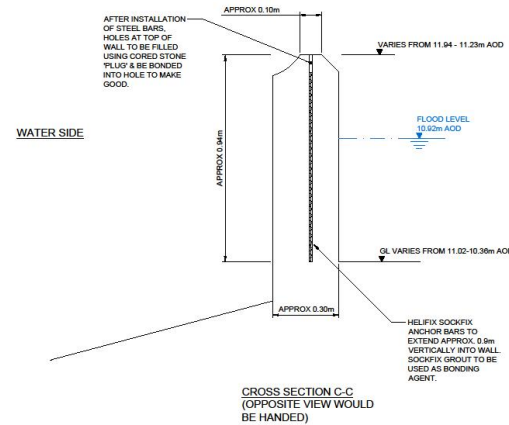 AFTER INSTALLATION
OF STEEL BARS,
HOLES AT TOP OF
WALL TO BE FILLED
USING CORED STONE
'PLUG' & BE BONDED
INTO HOLE TO MAKE
GOOD.
APPROX 0.10m
VARIES FROM 11.94 - 11.23m AOD
FLOOD LEVEL
10.92m AOD
WATER SIDE
APPROX 0.94m
GL VARIES FROM 11.02-10.36m AOD
APPROX 0.30m
HELIFIX SOCKFIX
ANCHOR BARS TO
EXTEND APPROX. 0.9m
VERTICALLY INTO WALL.
SOCKFIX GROUT TO BE
USED AS BONDING
AGENT.
CROSS SECTION C-C
(OPPOSITE VIEW WOULD
BE HANDED)